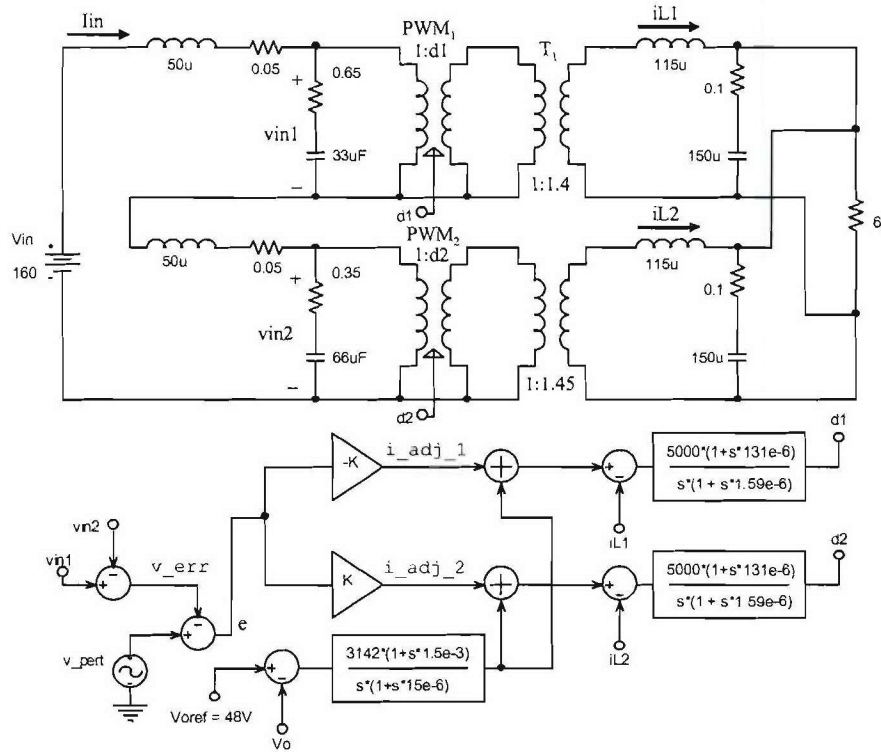 Iin
50u
0.05
+
0.65
vin1
33uF
−
PWM₁
1:d1
d1
T₁
1:1.4
iL1
115u
0.1
150u
Vin
160
50u
0.05
+
0.35
vin2
66uF
−
PWM₂
1:d2
d2
1:1.45
iL2
115u
0.1
150u
6
-K
i_adj_1
+
+
-
iL1
5000*(1+s*131e-6)
s*(1 + s*1.59e-6)
d1
vin2
vin1
+
-
v_err
+
-
e
v_pert
K
i_adj_2
+
+
-
iL2
5000*(1+s*131e-6)
s*(1 + s*1.59e-6)
d2
+
-
3142*(1+s*1.5e-3)
s*(1+s*15e-6)
Voref = 48V
Vo